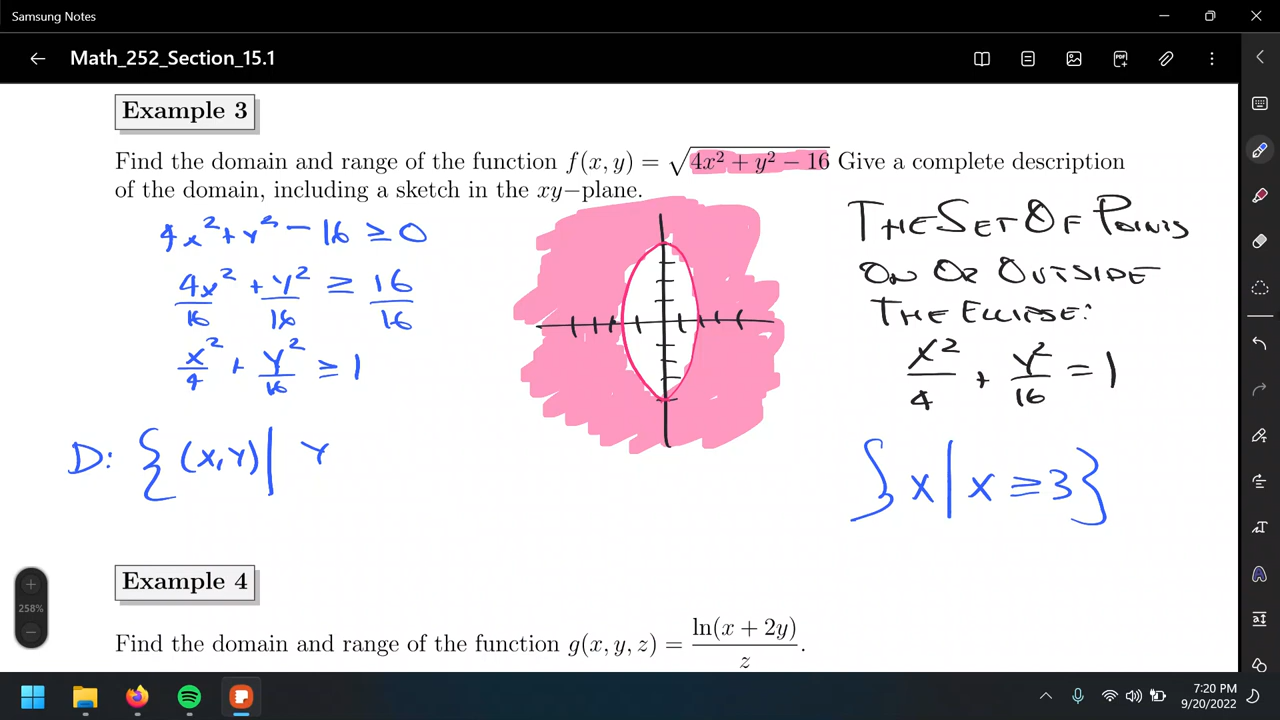 Samsung Notes
Math_252_Section_15.1
Example 3
Find the domain and range of the function f(x, y) = √(4x² + y² − 16) Give a complete description
of the domain, including a sketch in the xy−plane.
4x² + y² − 16 ≥ 0
4x²/16 + y²/16 ≥ 16/16
x²/4 + y²/16 ≥ 1
D: {(x,y)| Y
THE SET OF POINTS
ON OR OUTSIDE
THE ELLIPSE:
x²/4 + y²/16 = 1
{x | x ≥ 3}
Example 4
Find the domain and range of the function g(x, y, z) = ln(x + 2y)/z.
258%
7:20 PM
9/20/2022